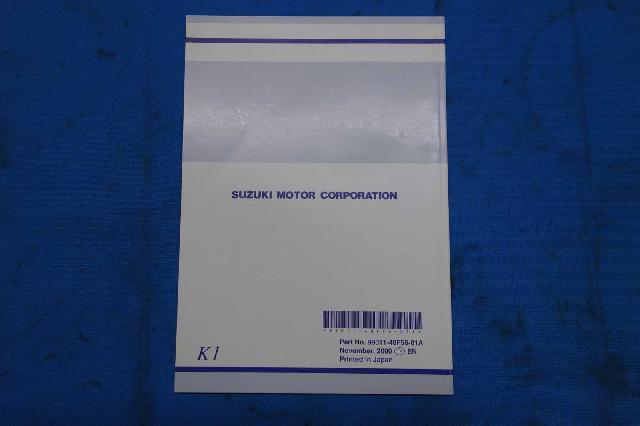 SUZUKI MOTOR CORPORATION
Part No. 99011-40F50-01A
November, 2000 EN
Printed in Japan
K1